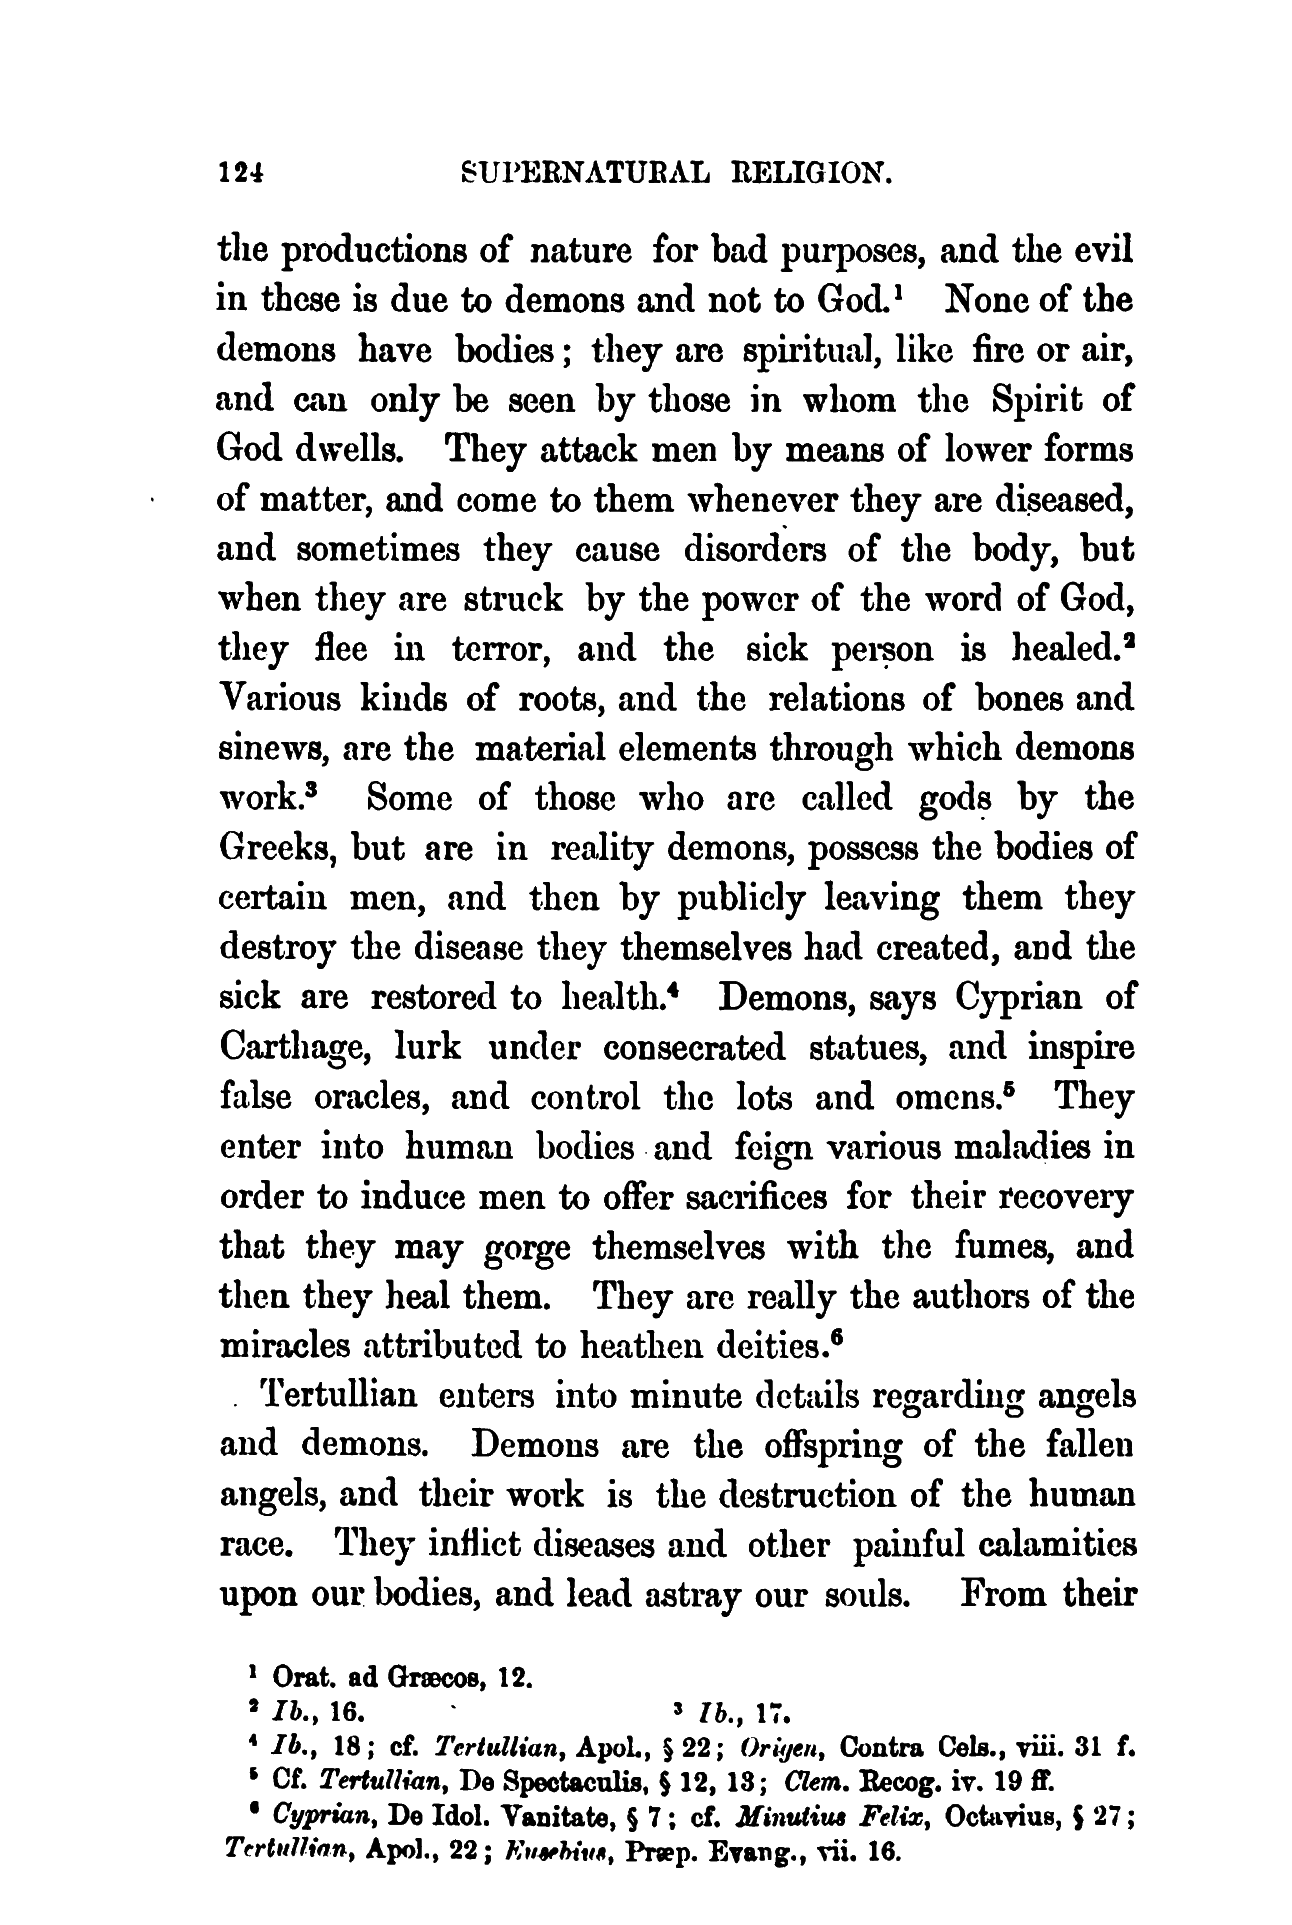 124 SUPERNATURAL RELIGION.
the productions of nature for bad purposes, and the evil
in these is due to demons and not to God.¹ None of the
demons have bodies; they are spiritual, like fire or air,
and can only be seen by those in whom the Spirit of
God dwells. They attack men by means of lower forms
of matter, and come to them whenever they are diseased,
and sometimes they cause disorders of the body, but
when they are struck by the power of the word of God,
they flee in terror, and the sick person is healed.²
Various kinds of roots, and the relations of bones and
sinews, are the material elements through which demons
work.³ Some of those who are called gods by the
Greeks, but are in reality demons, possess the bodies of
certain men, and then by publicly leaving them they
destroy the disease they themselves had created, and the
sick are restored to health.⁴ Demons, says Cyprian of
Carthage, lurk under consecrated statues, and inspire
false oracles, and control the lots and omens.⁵ They
enter into human bodies and feign various maladies in
order to induce men to offer sacrifices for their recovery
that they may gorge themselves with the fumes, and
then they heal them. They are really the authors of the
miracles attributed to heathen deities.⁶
Tertullian enters into minute details regarding angels
and demons. Demons are the offspring of the fallen
angels, and their work is the destruction of the human
race. They inflict diseases and other painful calamities
upon our bodies, and lead astray our souls. From their
¹ Orat. ad Græcos, 12.
² Ib., 16. ³ Ib., 17.
⁴ Ib., 18; cf. Tertullian, Apol., § 22; Origen, Contra Cels., viii. 31 f.
⁵ Cf. Tertullian, De Spectaculis, § 12, 13; Clem. Recog. iv. 19 ff.
⁶ Cyprian, De Idol. Vanitate, § 7; cf. Minutius Felix, Octavius, § 27;
Tertullian, Apol., 22; Eusebius, Præp. Evang., vii. 16.